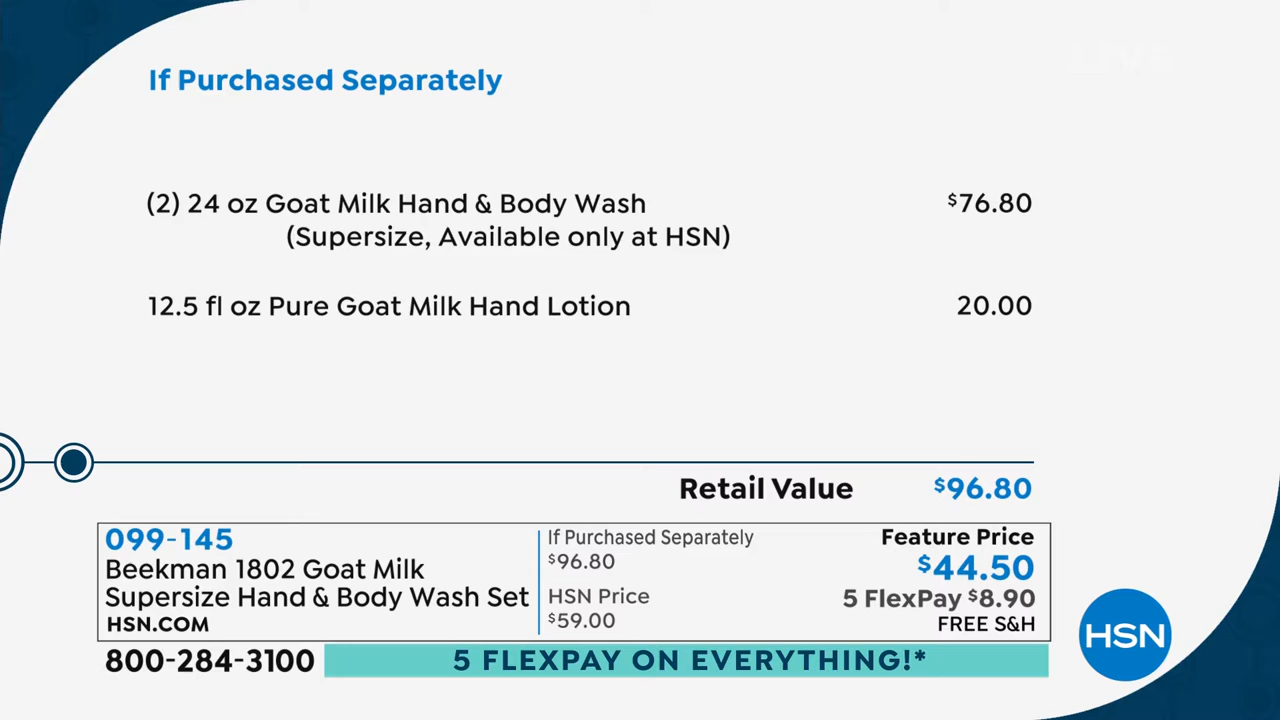 If Purchased Separately
(2) 24 oz Goat Milk Hand & Body Wash $76.80
(Supersize, Available only at HSN)
12.5 fl oz Pure Goat Milk Hand Lotion 20.00
Retail Value $96.80
099-145
Beekman 1802 Goat Milk
Supersize Hand & Body Wash Set
HSN.COM
If Purchased Separately
$96.80
HSN Price
$59.00
Feature Price
$44.50
5 FlexPay $8.90
FREE S&H
HSN
800-284-3100 5 FLEXPAY ON EVERYTHING!*